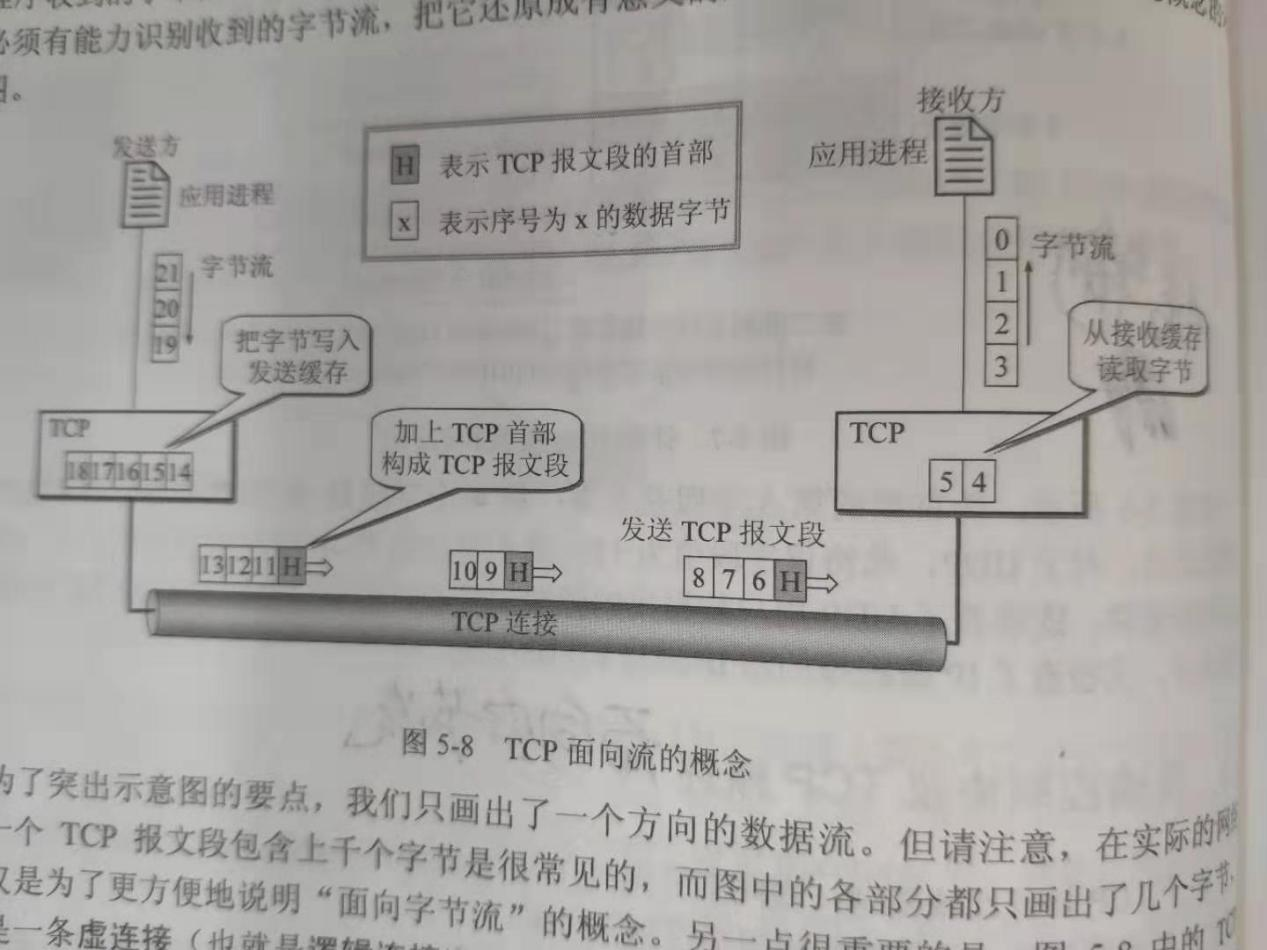 必须有能力识别收到的字节流，把它还原成有意义的
发送方
应用进程
H 表示 TCP 报文段的首部
x 表示序号为 x 的数据字节
接收方
应用进程
21
20
19
字节流
0
1
2
3
字节流
把字节写入
发送缓存
从接收缓存
读取字节
TCP
18 17 16 15 14
加上 TCP 首部
构成 TCP 报文段
TCP
5 4
发送 TCP 报文段
13 12 11 H
10 9 H
8 7 6 H
TCP 连接
图 5-8 TCP 面向流的概念
为了突出示意图的要点，我们只画出了一个方向的数据流。但请注意，在实际的网
一个 TCP 报文段包含上千个字节是很常见的，而图中的各部分都只画出了几个字节，
仅是为了更方便地说明“面向字节流”的概念。另一点很重要的是，图 5-8 中的 TC
是一条虚连接（也就是逻辑连接